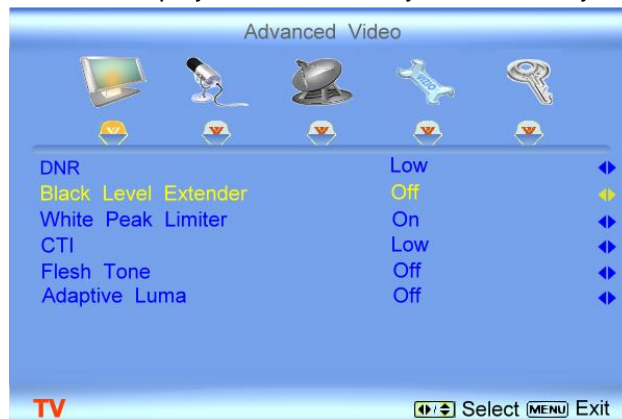 Advanced Video
VIZIO
DNR Low
Black Level Extender Off
White Peak Limiter On
CTI Low
Flesh Tone Off
Adaptive Luma Off
TV Select MENU Exit